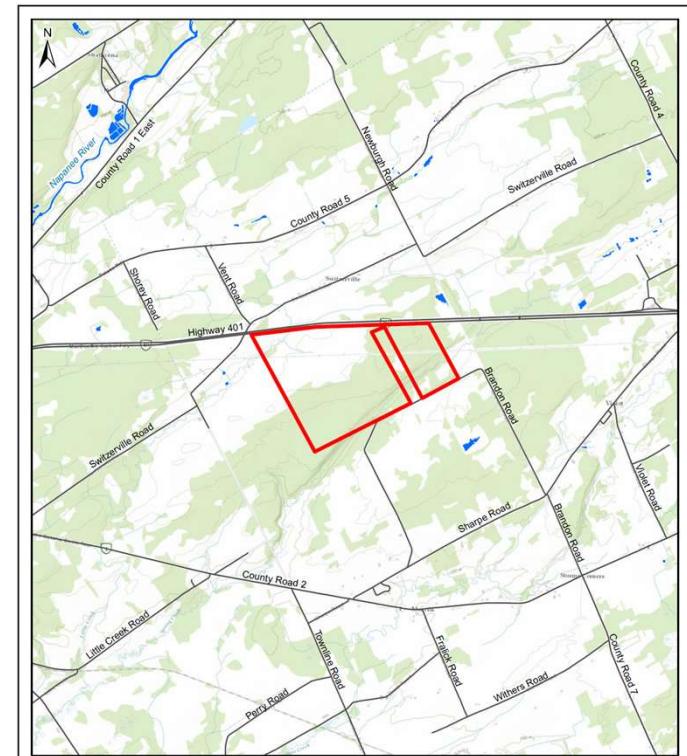 N
Napanee River
County Road 1 East
County Road 4
Newburgh Road
Switzerville Road
County Road 5
Shorey Road
Vent Road
Switzerville
Highway 401
Brandon Road
Switzerville Road
Violet
Violet Road
Sharpe Road
Brandon Road
County Road 2
Little Creek Road
Townline Road
Fralick Road
County Road 7
Perry Road
Withers Road